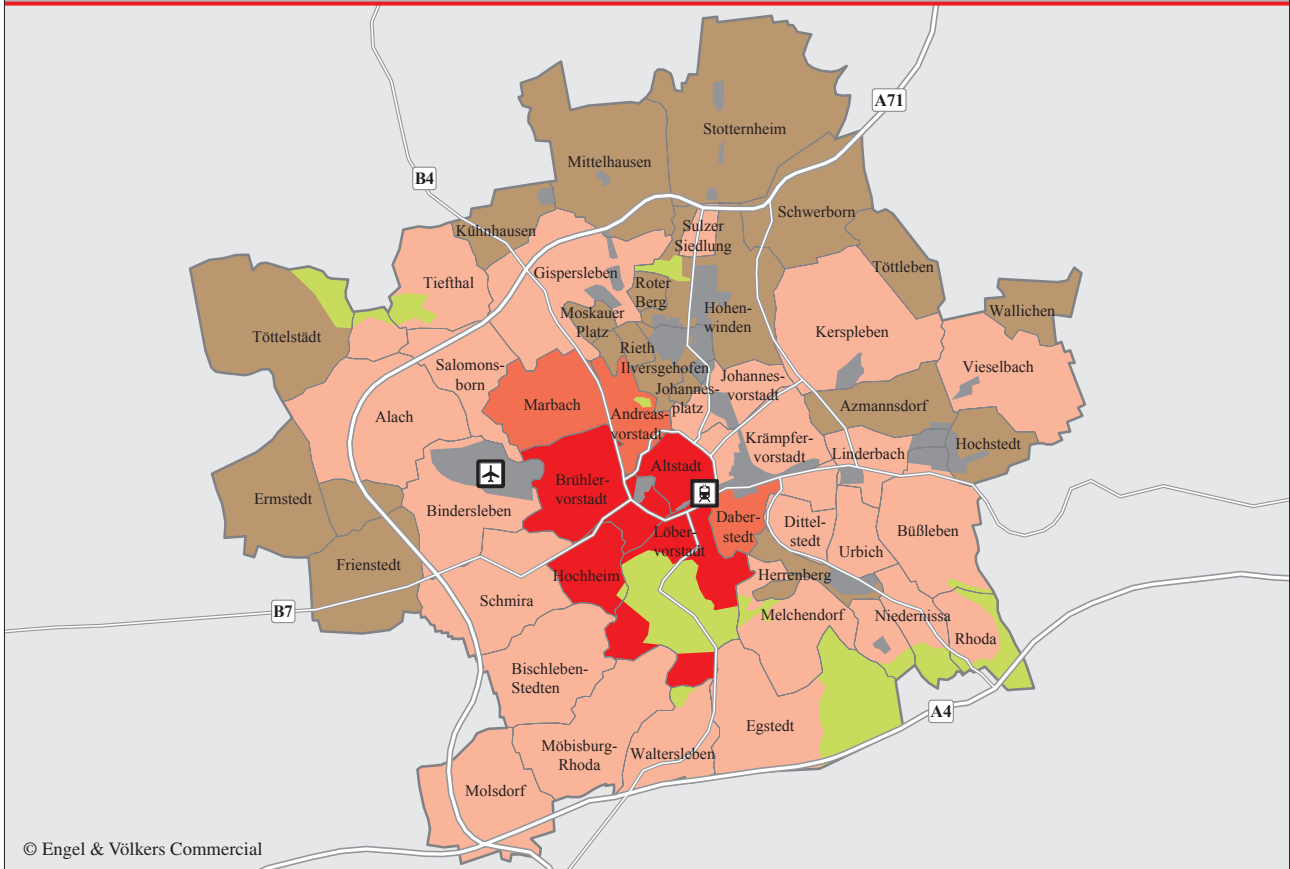 A71
Stotternheim
Mittelhausen
B4
Schwerborn
Kühnhausen
Sulzer
Siedlung
Töttleben
Gispersleben
Tiefthal
Roter
Berg
Hohen-
winden
Wallichen
Moskauer
Platz
Töttelstädt
Kerspleben
Rieth
Ilversgehofen
Salomons-
born
Vieselbach
Johannes-
vorstadt
Johannes-
platz
Marbach
Azmannsdorf
Alach
Andreas-
vorstadt
Krämpfer-
vorstadt
Hochstedt
Linderbach
Altstadt
Brühler-
vorstadt
Ermstedt
Bindersleben
Daber-
stedt
Dittel-
stedt
Büßleben
Löber-
vorstadt
Urbich
Frienstedt
Hochheim
Herrenberg
Schmira
B7
Melchendorf
Niedernissa
Rhoda
Bischleben-
Stedten
A4
Egstedt
Möbisburg-
Rhoda
Waltersleben
Molsdorf
© Engel & Völkers Commercial